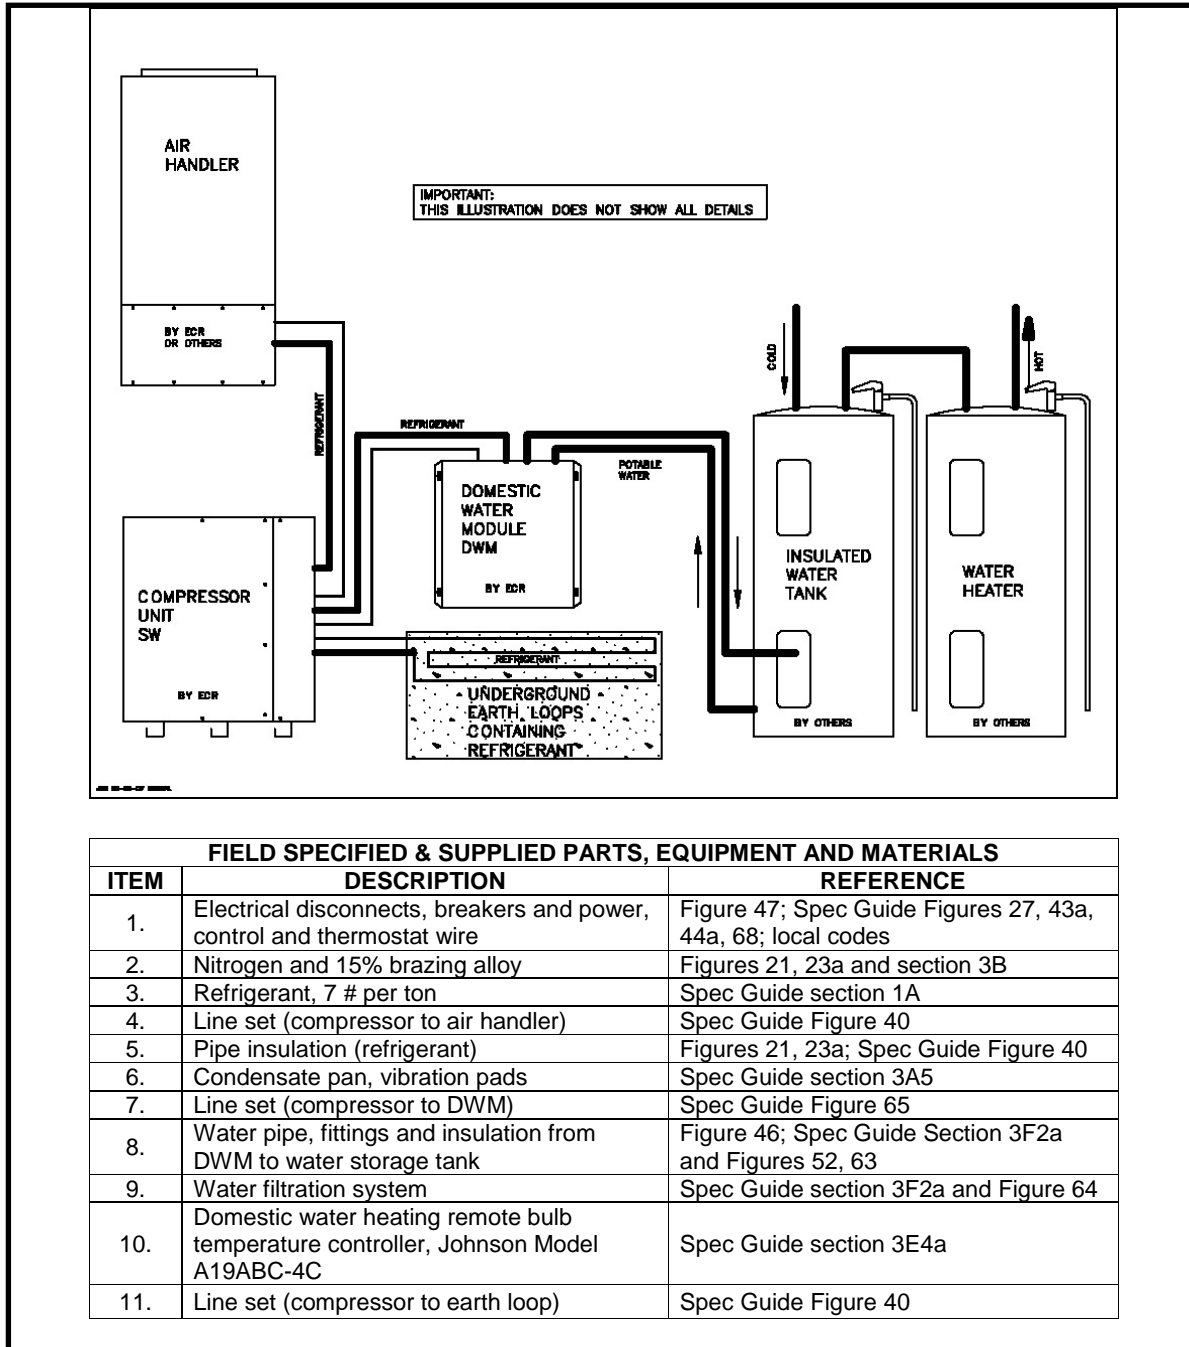 AIR
HANDLER
IMPORTANT:
THIS ILLUSTRATION DOES NOT SHOW ALL DETAILS
BY ECR
OR OTHERS
COLD
HOT
REFRIGERANT
REFRIGERANT
POTABLE
WATER
DOMESTIC
WATER
MODULE
DWM
BY ECR
INSULATED
WATER
TANK
WATER
HEATER
COMPRESSOR
UNIT
SW
BY ECR
REFRIGERANT
UNDERGROUND
EARTH LOOPS
CONTAINING
REFRIGERANT
BY OTHERS
BY OTHERS
FIELD SPECIFIED & SUPPLIED PARTS, EQUIPMENT AND MATERIALS
ITEM DESCRIPTION REFERENCE
1. Electrical disconnects, breakers and power, Figure 47; Spec Guide Figures 27, 43a,
control and thermostat wire 44a, 68; local codes
2. Nitrogen and 15% brazing alloy Figures 21, 23a and section 3B
3. Refrigerant, 7 # per ton Spec Guide section 1A
4. Line set (compressor to air handler) Spec Guide Figure 40
5. Pipe insulation (refrigerant) Figures 21, 23a; Spec Guide Figure 40
6. Condensate pan, vibration pads Spec Guide section 3A5
7. Line set (compressor to DWM) Spec Guide Figure 65
8. Water pipe, fittings and insulation from Figure 46; Spec Guide Section 3F2a
DWM to water storage tank and Figures 52, 63
9. Water filtration system Spec Guide section 3F2a and Figure 64
Domestic water heating remote bulb
10. temperature controller, Johnson Model Spec Guide section 3E4a
A19ABC-4C
11. Line set (compressor to earth loop) Spec Guide Figure 40